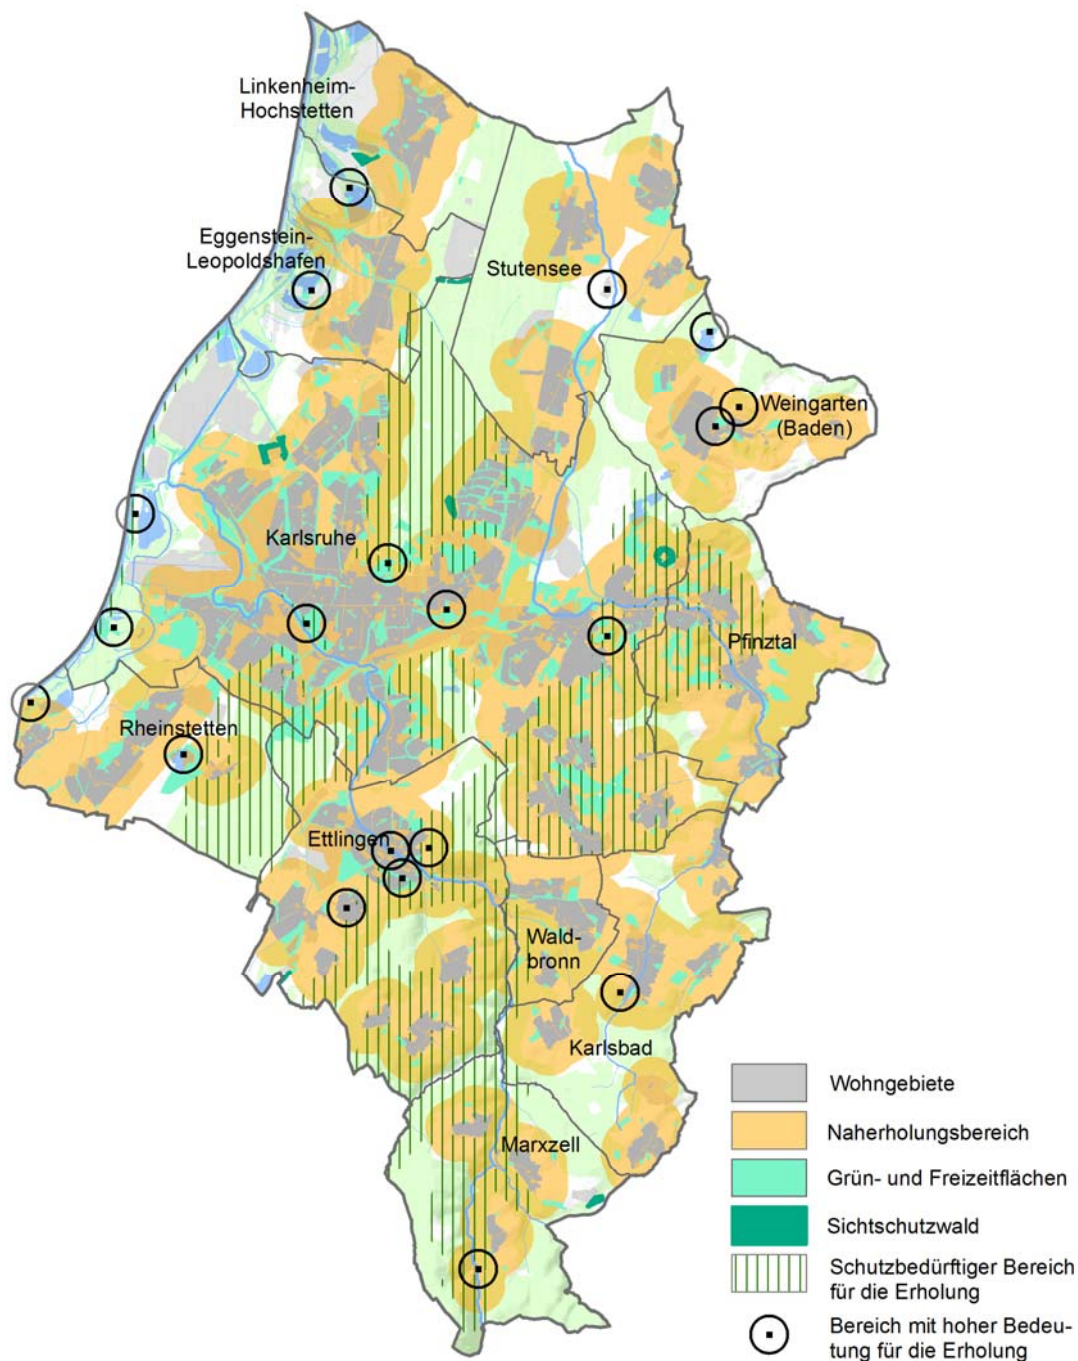 Linkenheim-
Hochstetten
Eggenstein-
Leopoldshafen
Stutensee
Weingarten
(Baden)
Karlsruhe
Pfinztal
Rheinstetten
Ettlingen
Wald-
bronn
Karlsbad
Marxzell
Wohngebiete
Naherholungsbereich
Grün- und Freizeitflächen
Sichtschutzwald
Schutzbedürftiger Bereich
für die Erholung
Bereich mit hoher Bedeu-
tung für die Erholung